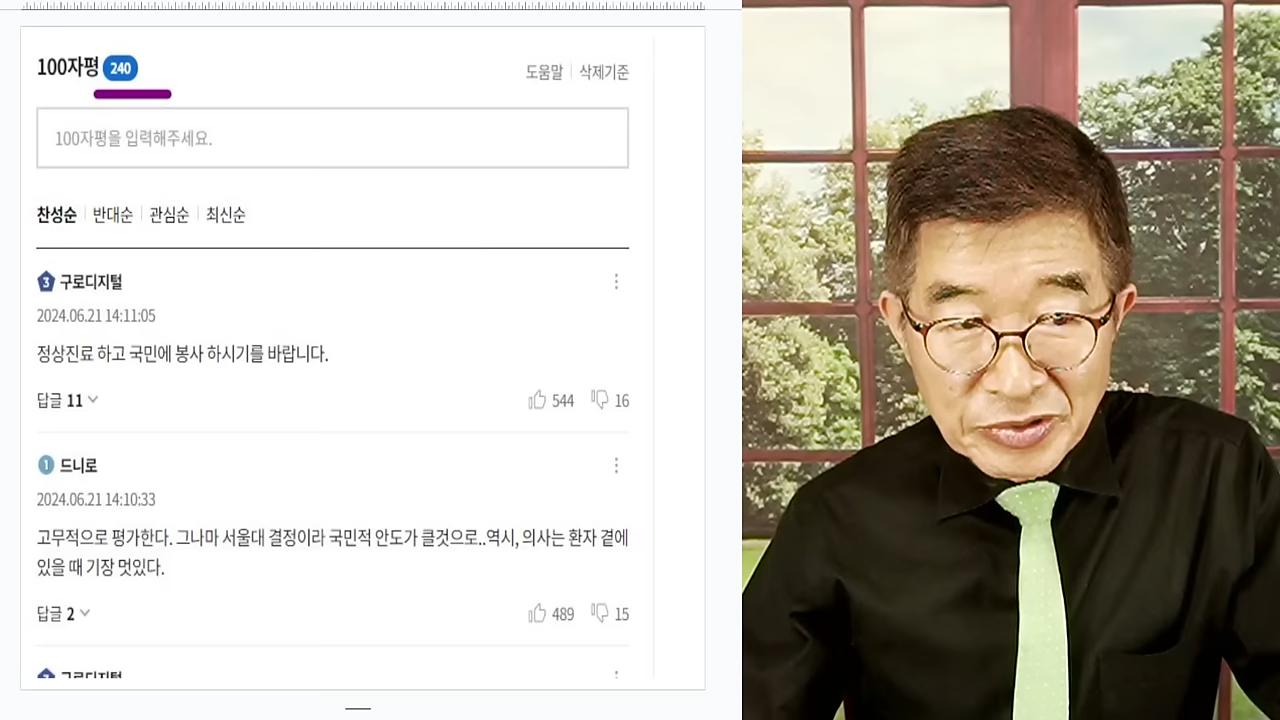 100자평 240
도움말 삭제기준
100자평을 입력해주세요.
찬성순 반대순 관심순 최신순
3 구로디지털
2024.06.21 14:11:05
정상진료 하고 국민에 봉사 하시기를 바랍니다.
답글 11 544 16
1 드니로
2024.06.21 14:10:33
고무적으로 평가한다. 그나마 서울대 결정이라 국민적 안도가 클것으로..역시, 의사는 환자 곁에
있을 때 기장 멋있다.
답글 2 489 15
구로디지털